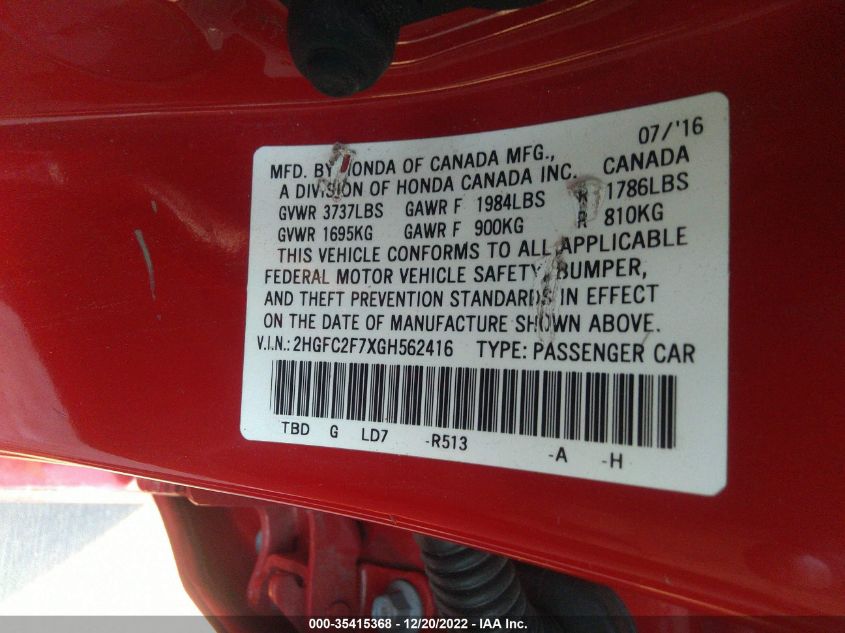 07/'16
MFD. BY HONDA OF CANADA MFG., CANADA
A DIVISION OF HONDA CANADA INC.
GVWR 3737LBS GAWR F 1984LBS R 1786LBS
GVWR 1695KG GAWR F 900KG R 810KG
THIS VEHICLE CONFORMS TO ALL APPLICABLE
FEDERAL MOTOR VEHICLE SAFETY, BUMPER,
AND THEFT PREVENTION STANDARDS IN EFFECT
ON THE DATE OF MANUFACTURE SHOWN ABOVE.
V.I.N.: 2HGFC2F7XGH562416 TYPE: PASSENGER CAR
TBD G LD7 -R513 -A -H
000-35415368 - 12/20/2022 - IAA Inc.